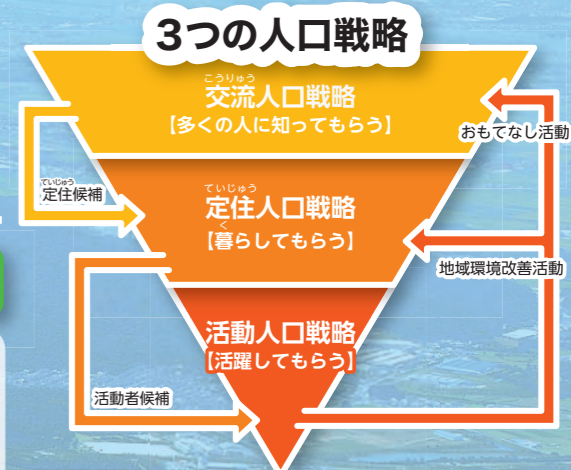 3つの人口戦略
こうりゅう
交流人口戦略
【多くの人に知ってもらう】
おもてなし活動
ていじゅう
定住候補
ていじゅう
定住人口戦略
く
【暮らしてもらう】
地域環境改善活動
活動人口戦略
【活躍してもらう】
活動者候補